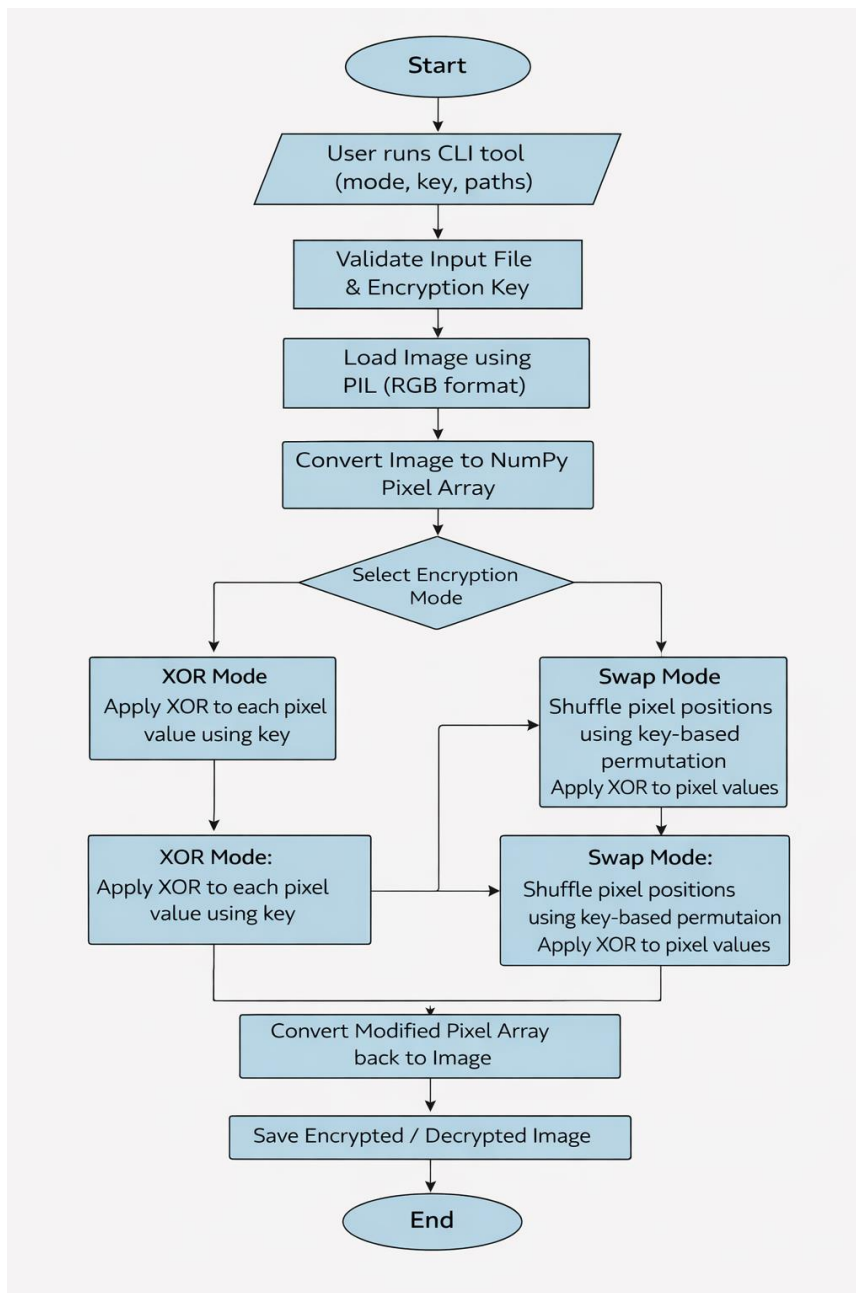 Start
User runs CLI tool
(mode, key, paths)
Validate Input File
& Encryption Key
Load Image using
PIL (RGB format)
Convert Image to NumPy
Pixel Array
Select Encryption
Mode
XOR Mode
Apply XOR to each pixel
value using key
Swap Mode
Shuffle pixel positions
using key-based
permutation
Apply XOR to pixel values
XOR Mode:
Apply XOR to each pixel
value using key
Swap Mode:
Shuffle pixel positions
using key-based permutaion
Apply XOR to pixel values
Convert Modified Pixel Array
back to Image
Save Encrypted / Decrypted Image
End